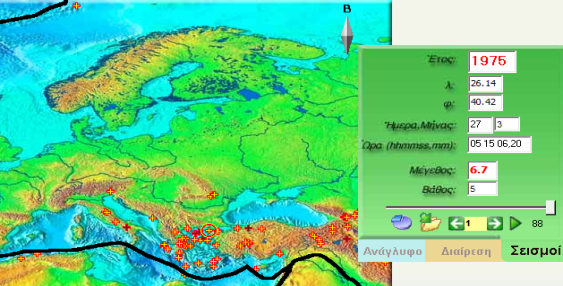 Β
Έτος: 1975
λ: 26.14
φ: 40.42
Ημερα.Μήνας: 27 3
Ώρα (hhmmss,mm): 05 15 06,20
Μέγεθος: 6.7
Βάθος: 5
1 88
Ανάγλυφο Διαίρεση Σεισμοί